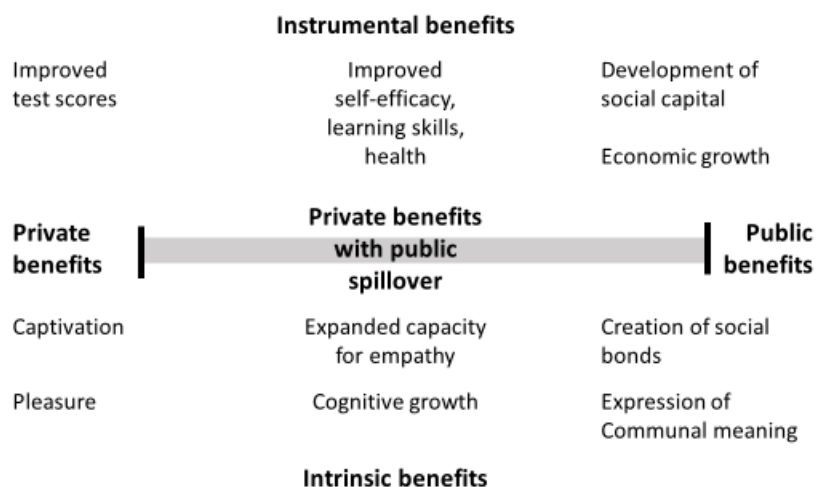 Instrumental benefits
Improved
test scores
Improved
self-efficacy,
learning skills,
health
Development of
social capital
Economic growth
Private
benefits
Private benefits
with public
spillover
Public
benefits
Captivation
Expanded capacity
for empathy
Creation of social
bonds
Pleasure
Cognitive growth
Expression of
Communal meaning
Intrinsic benefits